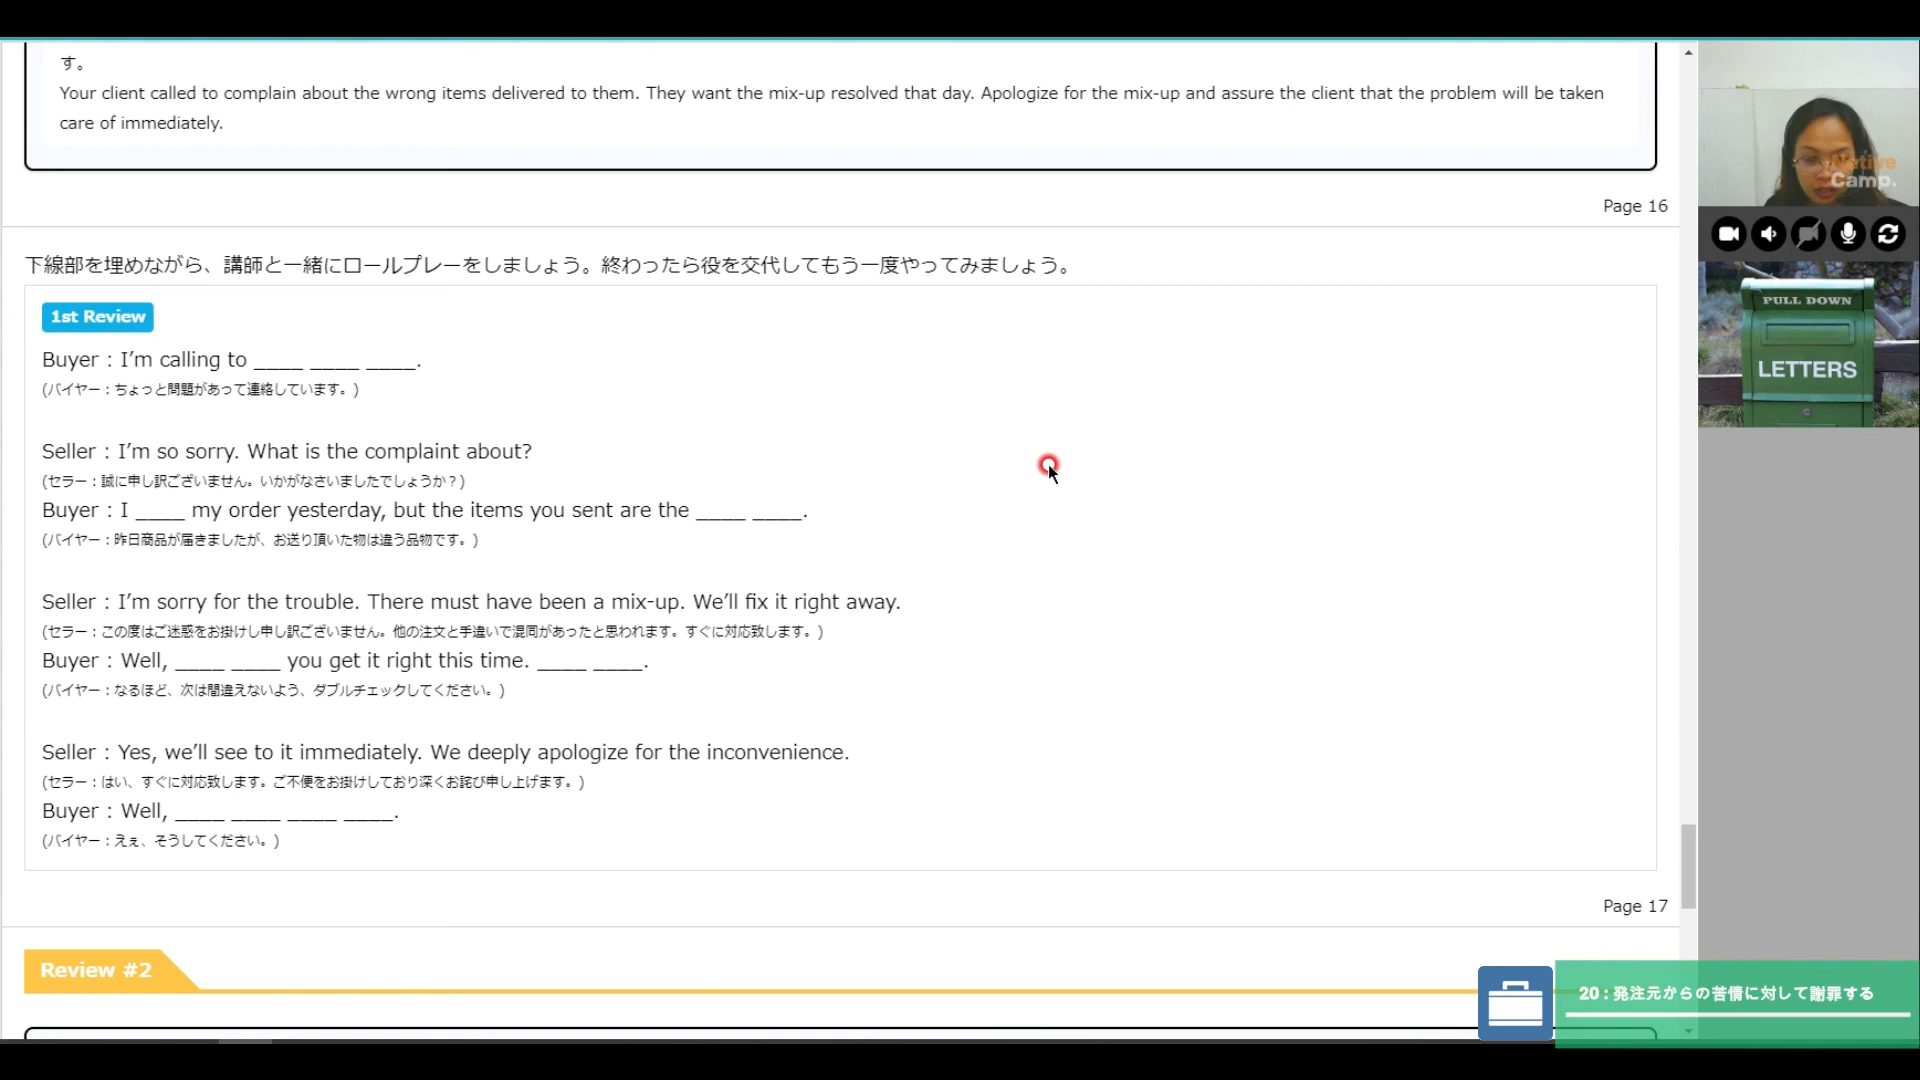 す。
Your client called to complain about the wrong items delivered to them. They want the mix-up resolved that day. Apologize for the mix-up and assure the client that the problem will be taken
care of immediately.
Page 16
下線部を埋めながら、講師と一緒にロールプレーをしましょう。終わったら役を交代してもう一度やってみましょう。
1st Review
Buyer : I’m calling to ____ ____ ____.
(バイヤー : ちょっと問題があって連絡しています。)
Seller : I’m so sorry. What is the complaint about?
(セラー : 誠に申し訳ございません。いかがなさいましたでしょうか？)
Buyer : I ____ my order yesterday, but the items you sent are the ____ ____.
(バイヤー : 昨日商品が届きましたが、お送り頂いた物は違う品物です。)
Seller : I’m sorry for the trouble. There must have been a mix-up. We’ll fix it right away.
(セラー : この度はご迷惑をお掛けし申し訳ございません。他の注文と手違いで混同があったと思われます。すぐに対応致します。)
Buyer : Well, ____ ____ you get it right this time. ____ ____.
(バイヤー : なるほど、次は間違えないよう、ダブルチェックしてください。)
Seller : Yes, we’ll see to it immediately. We deeply apologize for the inconvenience.
(セラー : はい、すぐに対応致します。ご不便をお掛けしており深くお詫び申し上げます。)
Buyer : Well, ____ ____ ____ ____.
(バイヤー : えぇ、そうしてください。)
Page 17
Review #2
Native
Camp.
PULL DOWN
LETTERS
20 : 発注元からの苦情に対して謝罪する